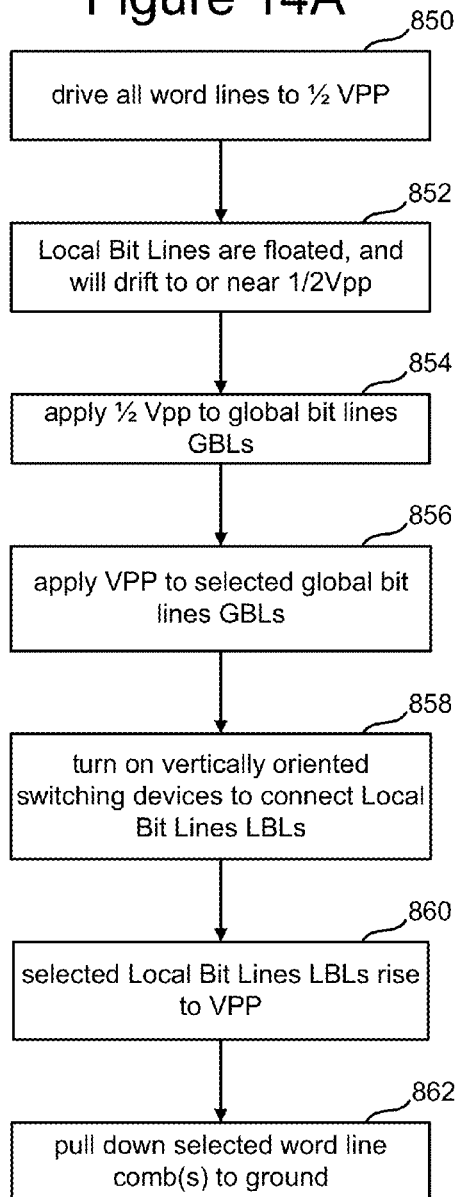 Figure 14A
850
drive all word lines to ½ VPP
852
Local Bit Lines are floated, and
will drift to or near 1/2Vpp
854
apply ½ Vpp to global bit lines
GBLs
856
apply VPP to selected global bit
lines GBLs
858
turn on vertically oriented
switching devices to connect Local
Bit Lines LBLs
860
selected Local Bit Lines LBLs rise
to VPP
862
pull down selected word line
comb(s) to ground